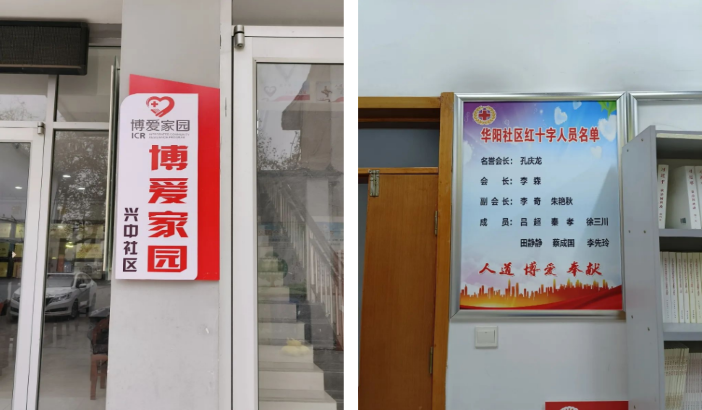 博爱家园
ICR
博爱家园
兴中社区
华阳社区红十字人员名单
名誉会长： 孔庆龙
会 长： 李 森
副 会 长： 李 奇 朱艳秋
成 员： 吕 超 秦 孝 徐三川
田静静 蔡成国 李先玲
人道 博爱 奉献